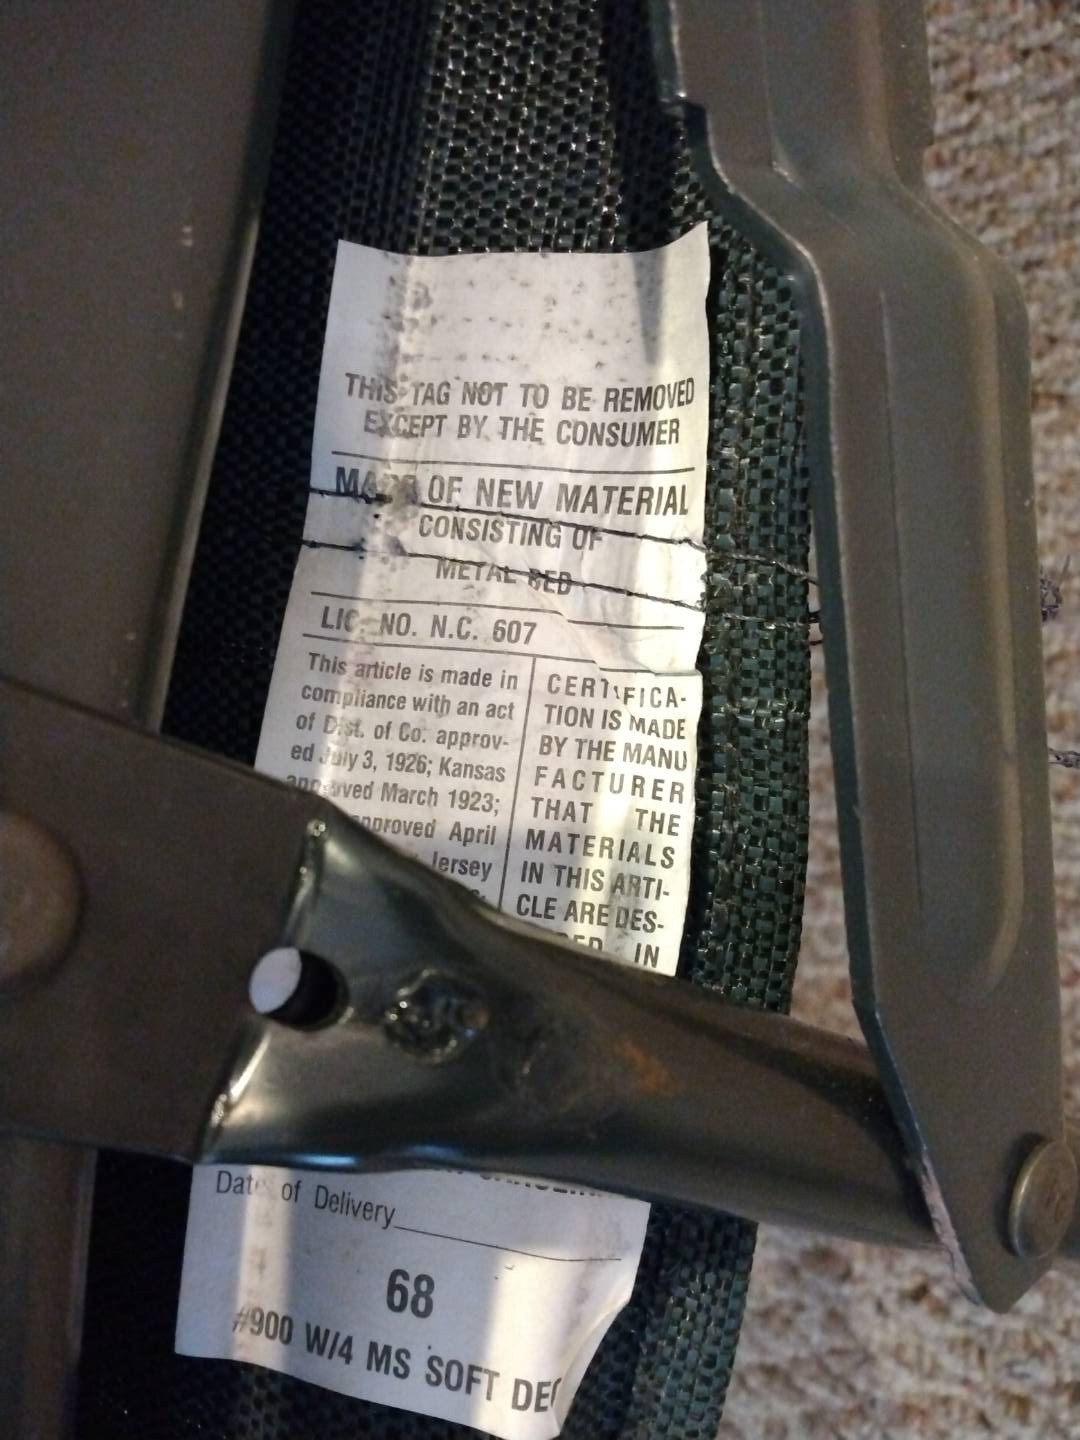 THIS TAG NOT TO BE REMOVED
EXCEPT BY THE CONSUMER
MADE OF NEW MATERIAL
CONSISTING OF
METAL BED
LIC. NO. N.C. 607
This article is made in
compliance with an act
of Dist. of Co. approv-
ed July 3, 1926; Kansas
approved March 1923;
approved April
Jersey
CERTIFICA-
TION IS MADE
BY THE MANU
FACTURER
THAT THE
MATERIALS
IN THIS ARTI-
CLE ARE DES-
IN
Date of Delivery
68
#900 W/4 MS SOFT DEC